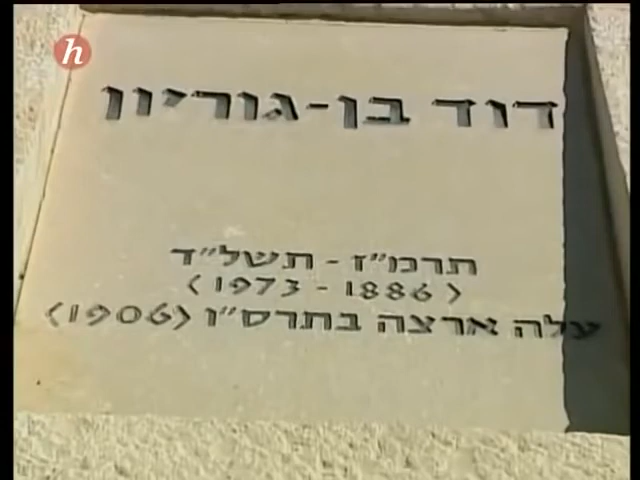 h
דוד בן-גוריון
תרמ"ז - תשל"ד
(1886 - 1973)
עלה ארצה בתרס"ו (1906)